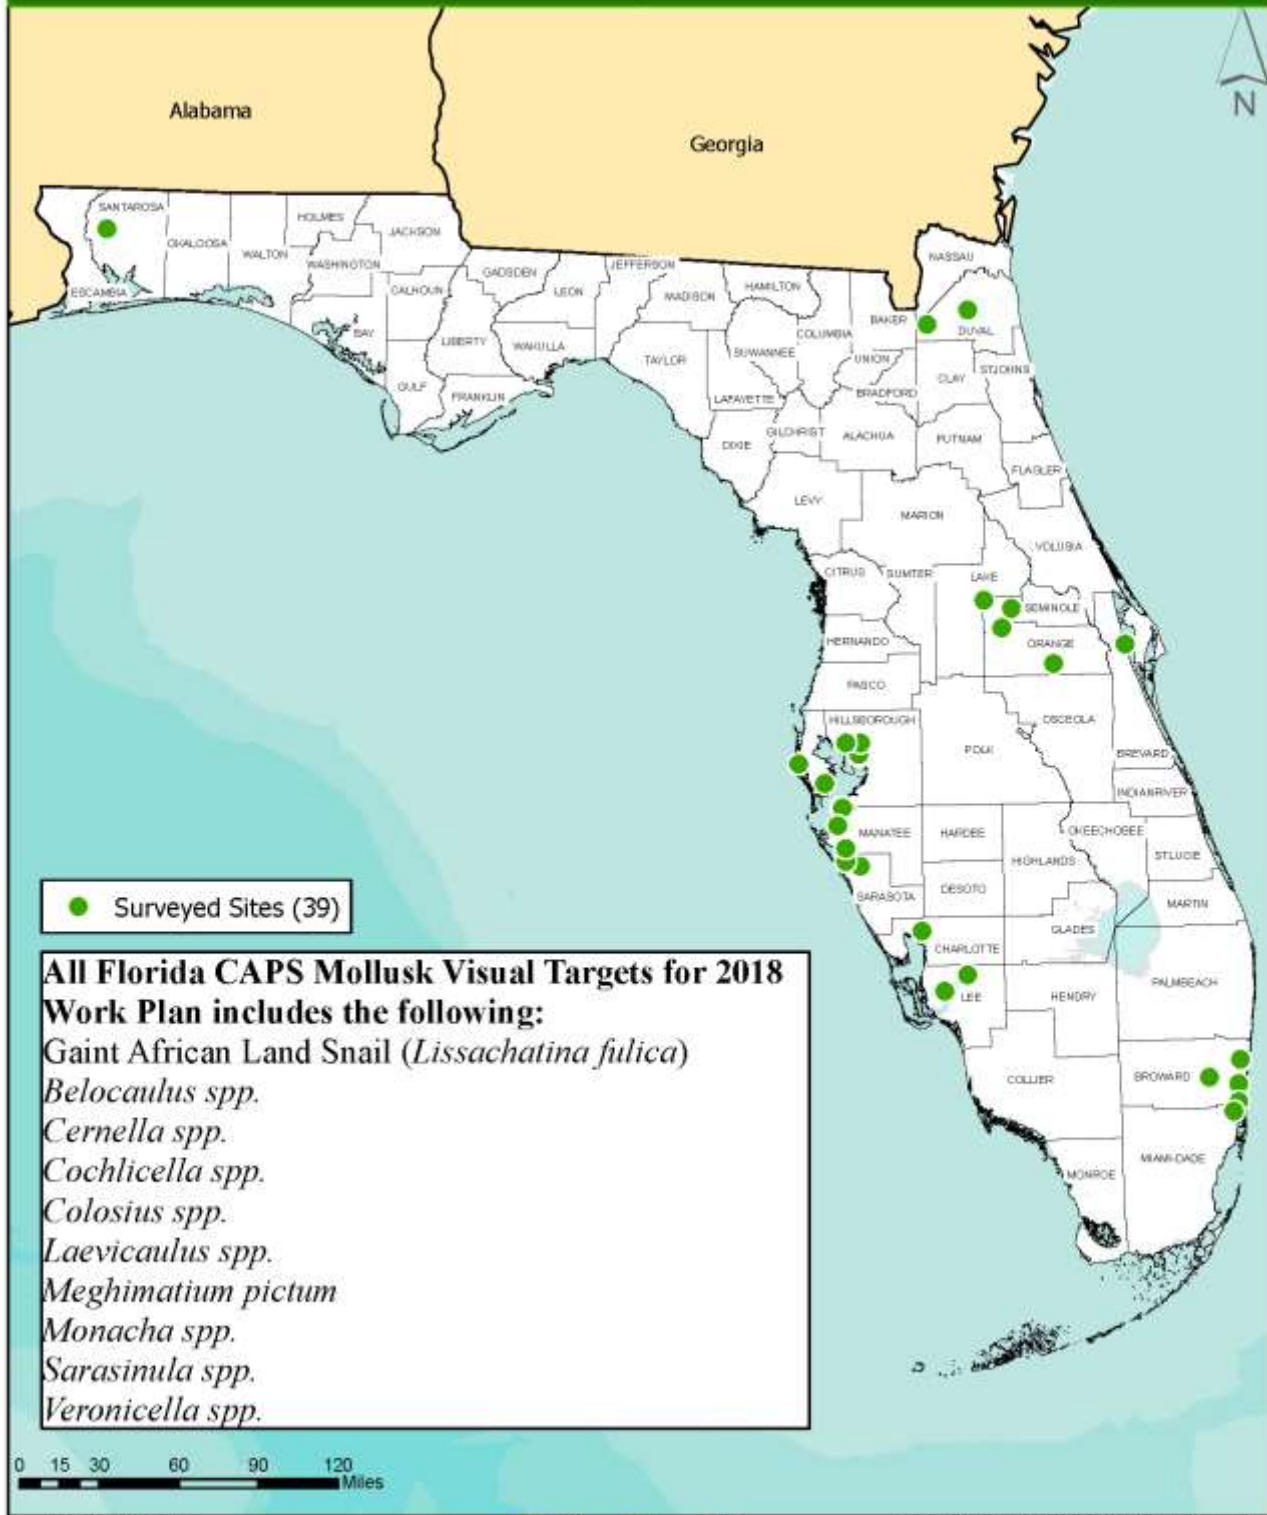 Alabama
Georgia
N
SANTAROSA
HOLMES
JACKSON
OKALOOSA
WALTON
WASHINGTON
ESCAMBIA
CALHOUN
BAY
GULF
GADSDEN
LEON
JEFFERSON
MADISON
HAMILTON
LIBERTY
WAKULLA
FRANKLIN
TAYLOR
SUWANNEE
COLUMBIA
BAKER
NASSAU
DUVAL
UNION
CLAY
STJOHNS
BRADFORD
LAFAYETTE
DIXIE
GILCHRIST
ALACHUA
PUTNAM
FLAGLER
LEVY
MARION
VOLUSIA
CITRUS
SUMTER
LAKE
SEMINOLE
HERNANDO
ORANGE
PASCO
HILLSBOROUGH
POLK
OSCEOLA
BREVARD
INDIANRIVER
MANATEE
HARDEE
OKEECHOBEE
HIGHLANDS
STLUCIE
SARASOTA
DESOTO
MARTIN
GLADES
CHARLOTTE
LEE
HENDRY
PALMBEACH
COLLIER
BROWARD
MIAMI-DADE
MONROE
Surveyed Sites (39)
All Florida CAPS Mollusk Visual Targets for 2018
Work Plan includes the following:
Gaint African Land Snail (Lissachatina fulica)
Belocaulus spp.
Cernella spp.
Cochlicella spp.
Colosius spp.
Laevicaulus spp.
Meghimatium pictum
Monacha spp.
Sarasinula spp.
Veronicella spp.
0 15 30 60 90 120
Miles